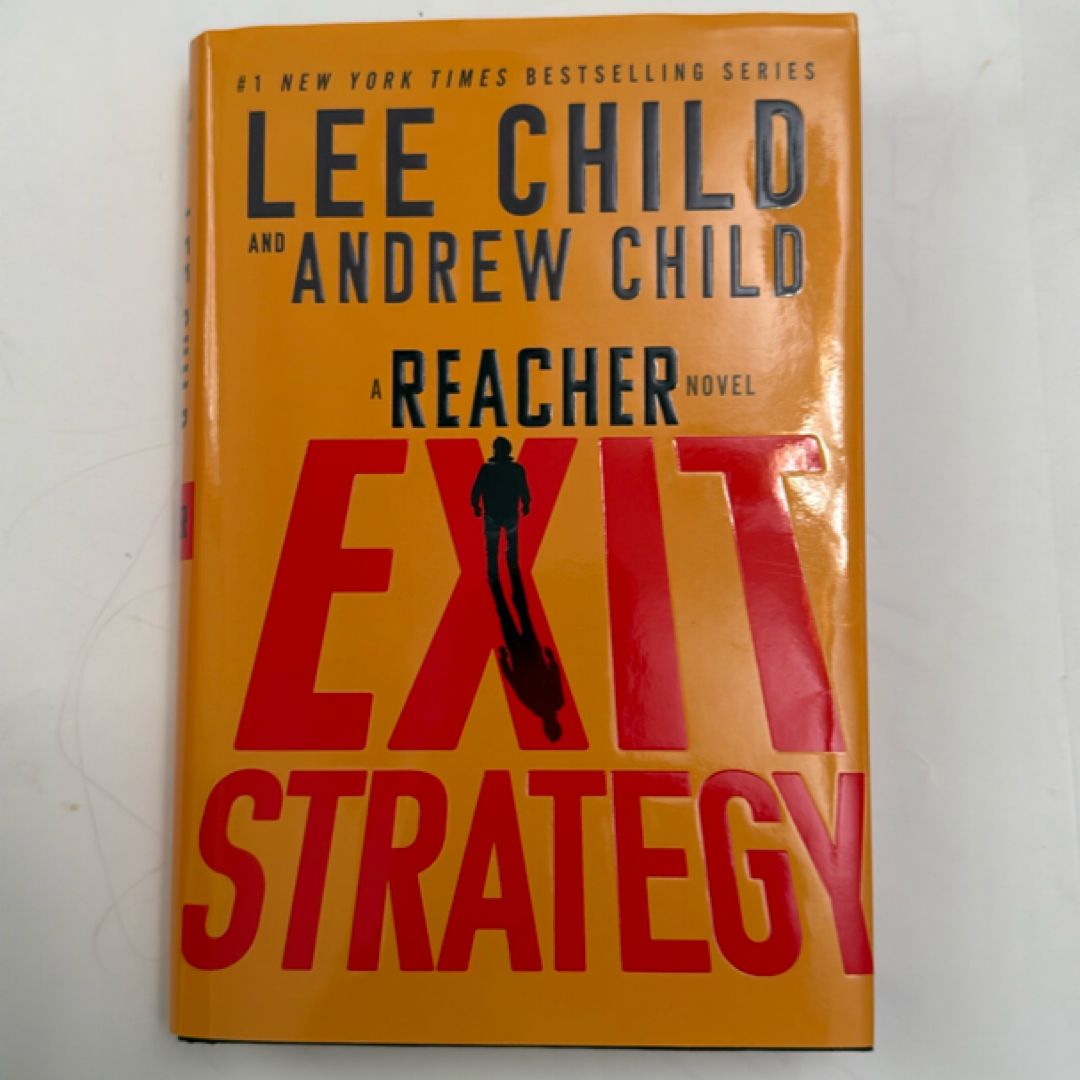 #1 NEW YORK TIMES BESTSELLING SERIES
LEE CHILD
AND ANDREW CHILD
A REACHER NOVEL
EXIT
STRATEGY